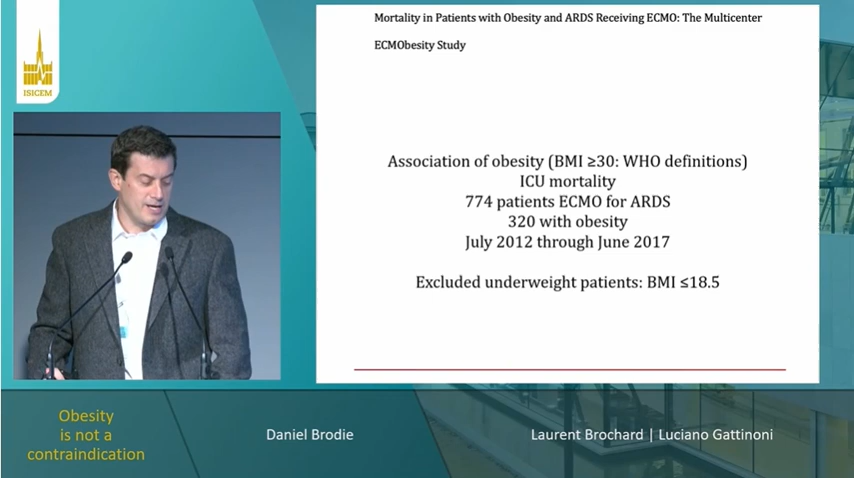 ISICEM
Mortality in Patients with Obesity and ARDS Receiving ECMO: The Multicenter
ECMObesity Study
Association of obesity (BMI ≥30: WHO definitions)
ICU mortality
774 patients ECMO for ARDS
320 with obesity
July 2012 through June 2017
Excluded underweight patients: BMI ≤18.5
Obesity
is not a
contraindication
Daniel Brodie
Laurent Brochard | Luciano Gattinoni